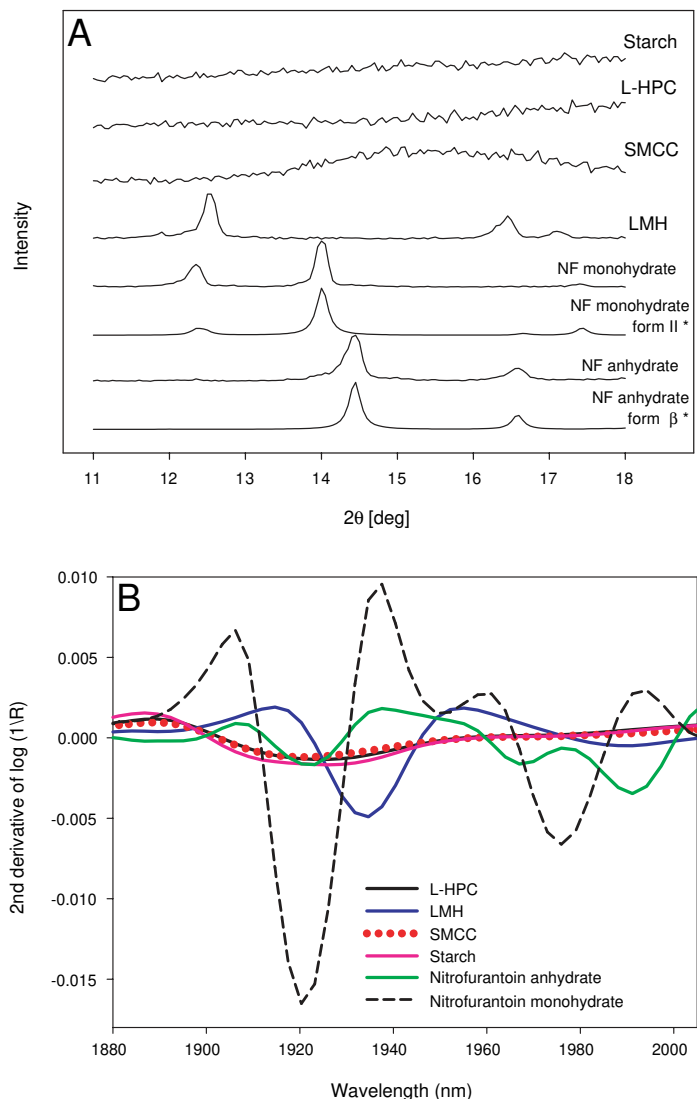 A
Starch
L-HPC
SMCC
LMH
NF monohydrate
NF monohydrate
form II *
NF anhydrate
NF anhydrate
form β *
Intensity
11 12 13 14 15 16 17 18
2θ [deg]
B
0.010
0.005
0.000
-0.005
-0.010
-0.015
2nd derivative of log (1\R)
L-HPC
LMH
SMCC
Starch
Nitrofurantoin anhydrate
Nitrofurantoin monohydrate
1880 1900 1920 1940 1960 1980 2000
Wavelength (nm)